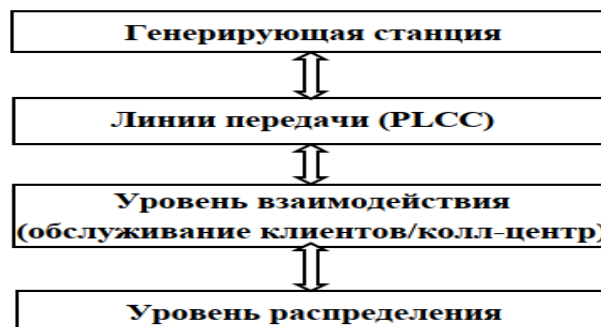 Генерирующая станция
Линии передачи (PLCC)
Уровень взаимодействия
(обслуживание клиентов/колл-центр)
Уровень распределения